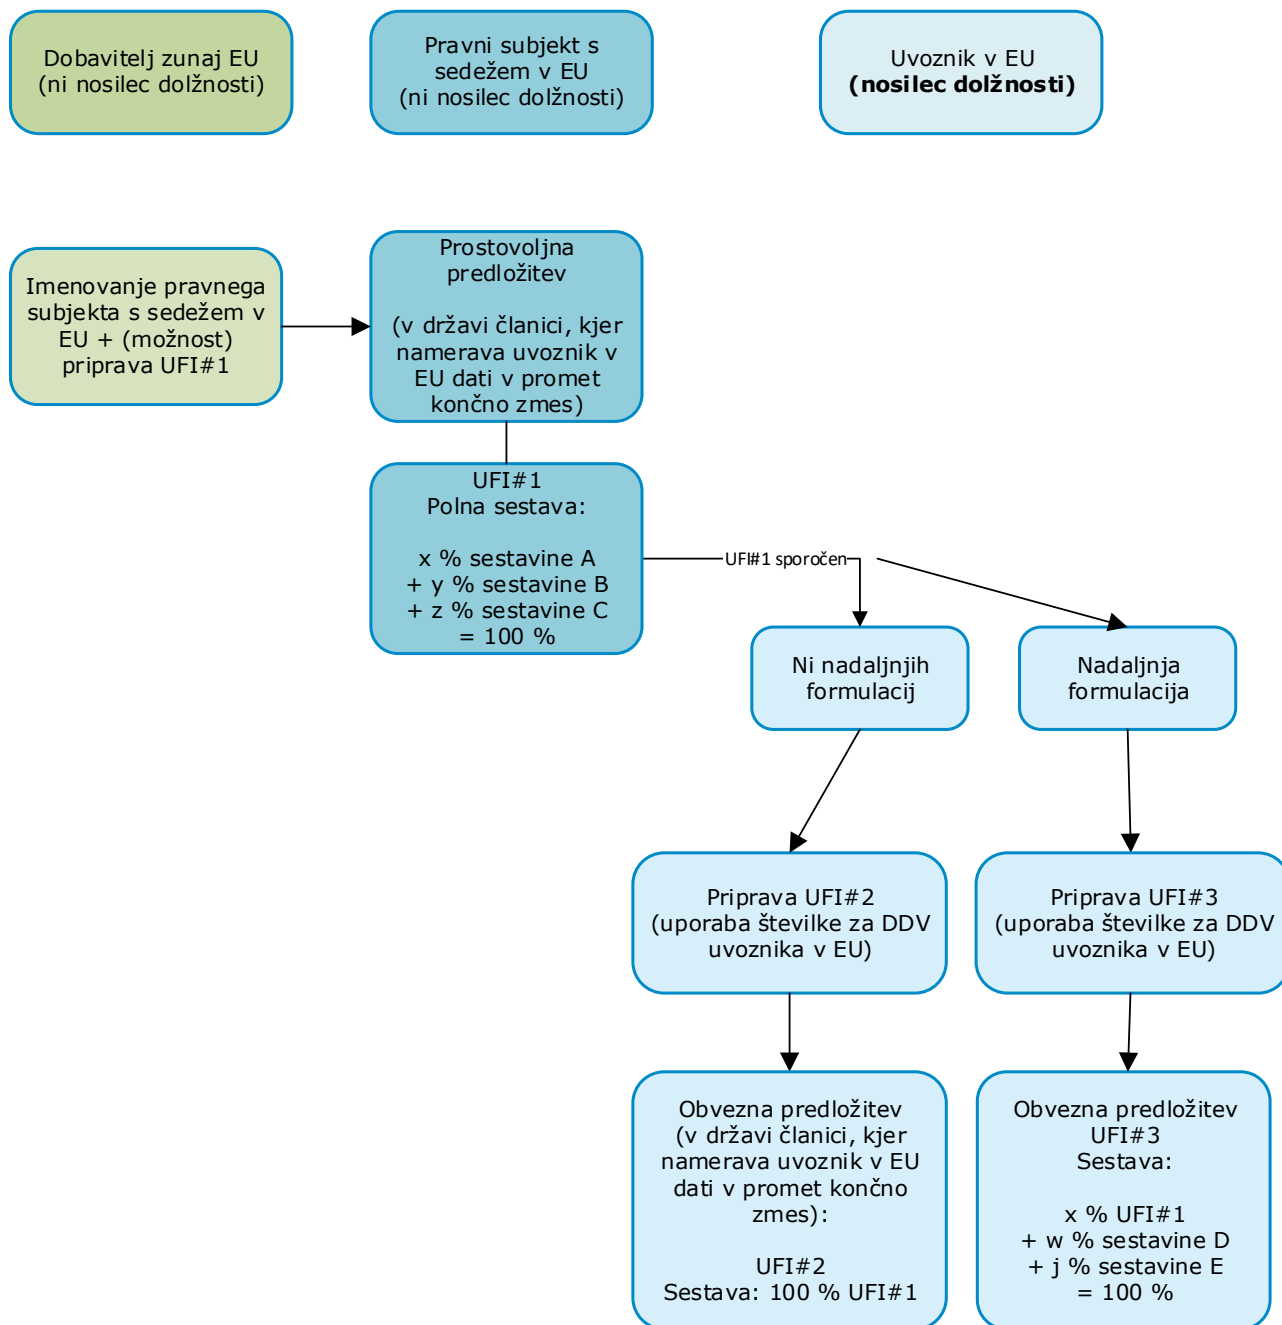 Dobavitelj zunaj EU
(ni nosilec dolžnosti)
Pravni subjekt s
sedežem v EU
(ni nosilec dolžnosti)
Uvoznik v EU
(nosilec dolžnosti)
Imenovanje pravnega
subjekta s sedežem v
EU + (možnost)
priprava UFI#1
Prostovoljna
predložitev
(v državi članici, kjer
namerava uvoznik v
EU dati v promet
končno zmes)
UFI#1
Polna sestava:
x % sestavine A
+ y % sestavine B
+ z % sestavine C
= 100 %
UFI#1 sporočen
Ni nadaljnjih
formulacij
Nadaljnja
formulacija
Priprava UFI#2
(uporaba številke za DDV
uvoznika v EU)
Priprava UFI#3
(uporaba številke za DDV
uvoznika v EU)
Obvezna predložitev
(v državi članici, kjer
namerava uvoznik v EU
dati v promet končno
zmes):
UFI#2
Sestava: 100 % UFI#1
Obvezna predložitev
UFI#3
Sestava:
x % UFI#1
+ w % sestavine D
+ j % sestavine E
= 100 %